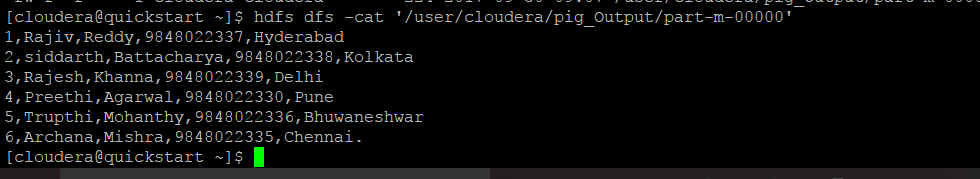 [cloudera@quickstart ~]$ hdfs dfs -cat '/user/cloudera/pig_Output/part-m-00000'
1,Rajiv,Reddy,9848022337,Hyderabad
2,siddarth,Battacharya,9848022338,Kolkata
3,Rajesh,Khanna,9848022339,Delhi
4,Preethi,Agarwal,9848022330,Pune
5,Trupthi,Mohanthy,9848022336,Bhuwaneshwar
6,Archana,Mishra,9848022335,Chennai.
[cloudera@quickstart ~]$